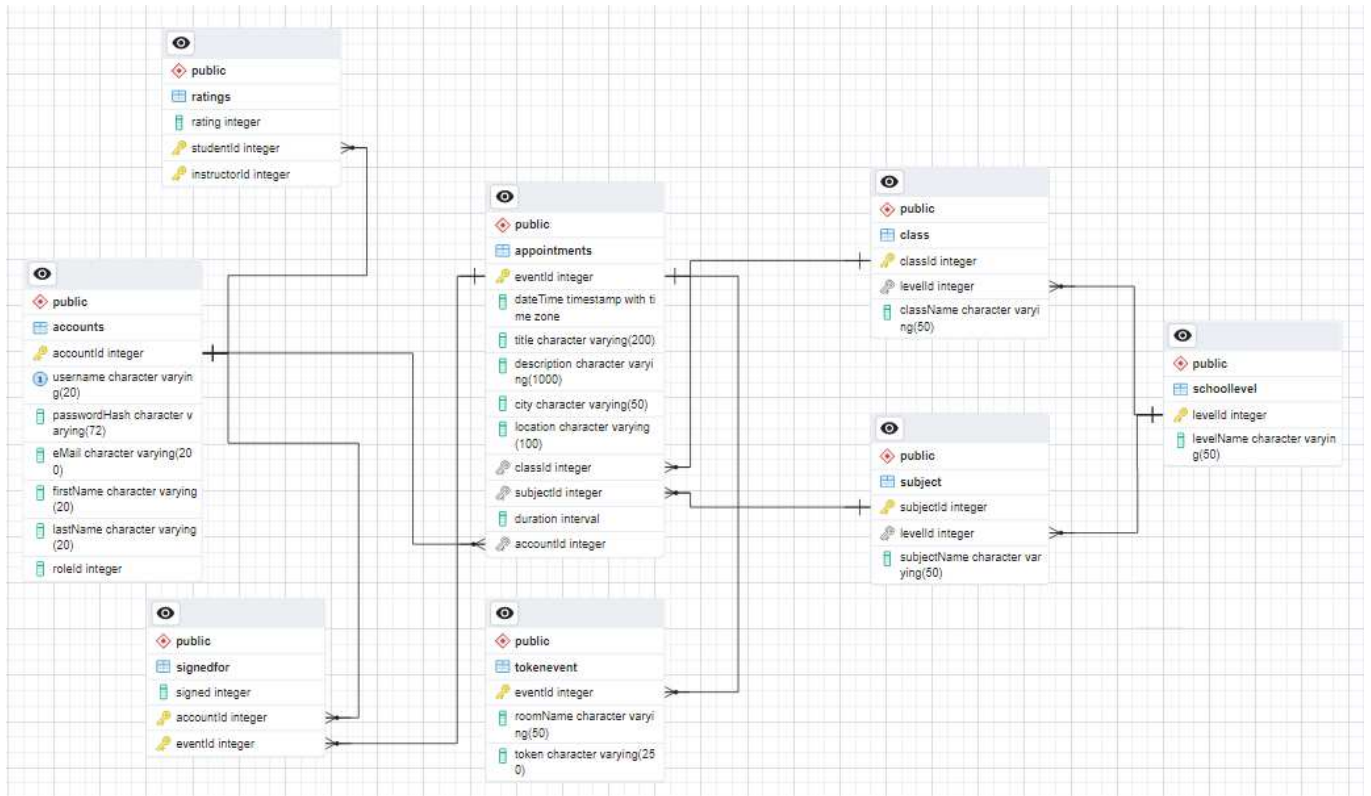 public
ratings
rating integer
studentId integer
instructorId integer
public
accounts
accountId integer
username character varyin
g(20)
passwordHash character v
arying(72)
eMail character varying(20
0)
firstName character varying
(20)
lastName character varying
(20)
roleId integer
public
signedfor
signed integer
accountId integer
eventId integer
public
appointments
eventId integer
dateTime timestamp with ti
me zone
title character varying(200)
description character varyi
ng(1000)
city character varying(50)
location character varying
(100)
classId integer
subjectId integer
duration interval
accountId integer
public
tokenevent
eventId integer
roomName character varyi
ng(50)
token character varying(25
0)
public
class
classId integer
levelId integer
className character varyi
ng(50)
public
subject
subjectId integer
levelId integer
subjectName character var
ying(50)
public
schoollevel
levelId integer
levelName character varyin
g(50)